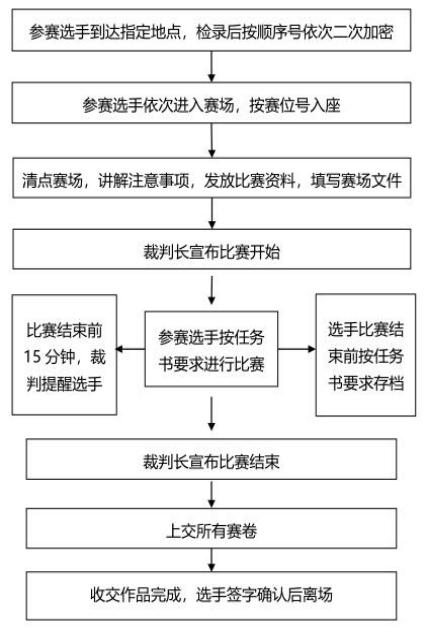 参赛选手到达指定地点，检录后按顺序号依次二次加密
参赛选手依次进入赛场，按赛位号入座
清点赛场，讲解注意事项，发放比赛资料，填写赛场文件
裁判长宣布比赛开始
比赛结束前
15 分钟，裁
判提醒选手
参赛选手按任务
书要求进行比赛
选手比赛结
束前按任务
书要求存档
裁判长宣布比赛结束
上交所有赛卷
收交作品完成，选手签字确认后离场